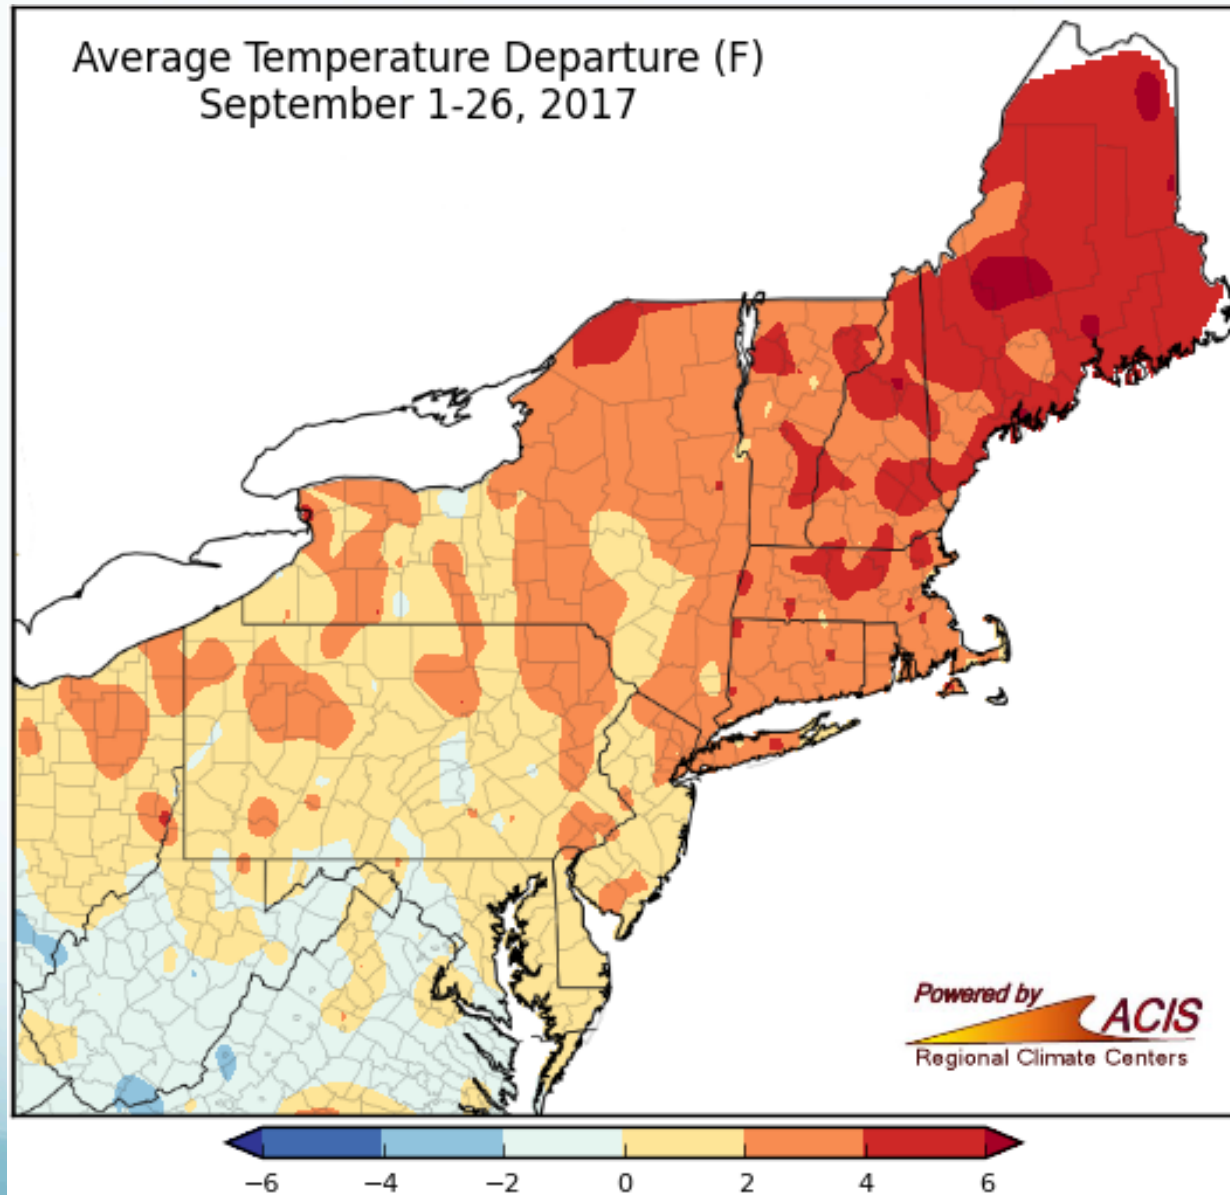 Average Temperature Departure (F)
September 1-26, 2017
Powered by
ACIS
Regional Climate Centers
−6 −4 −2 0 2 4 6